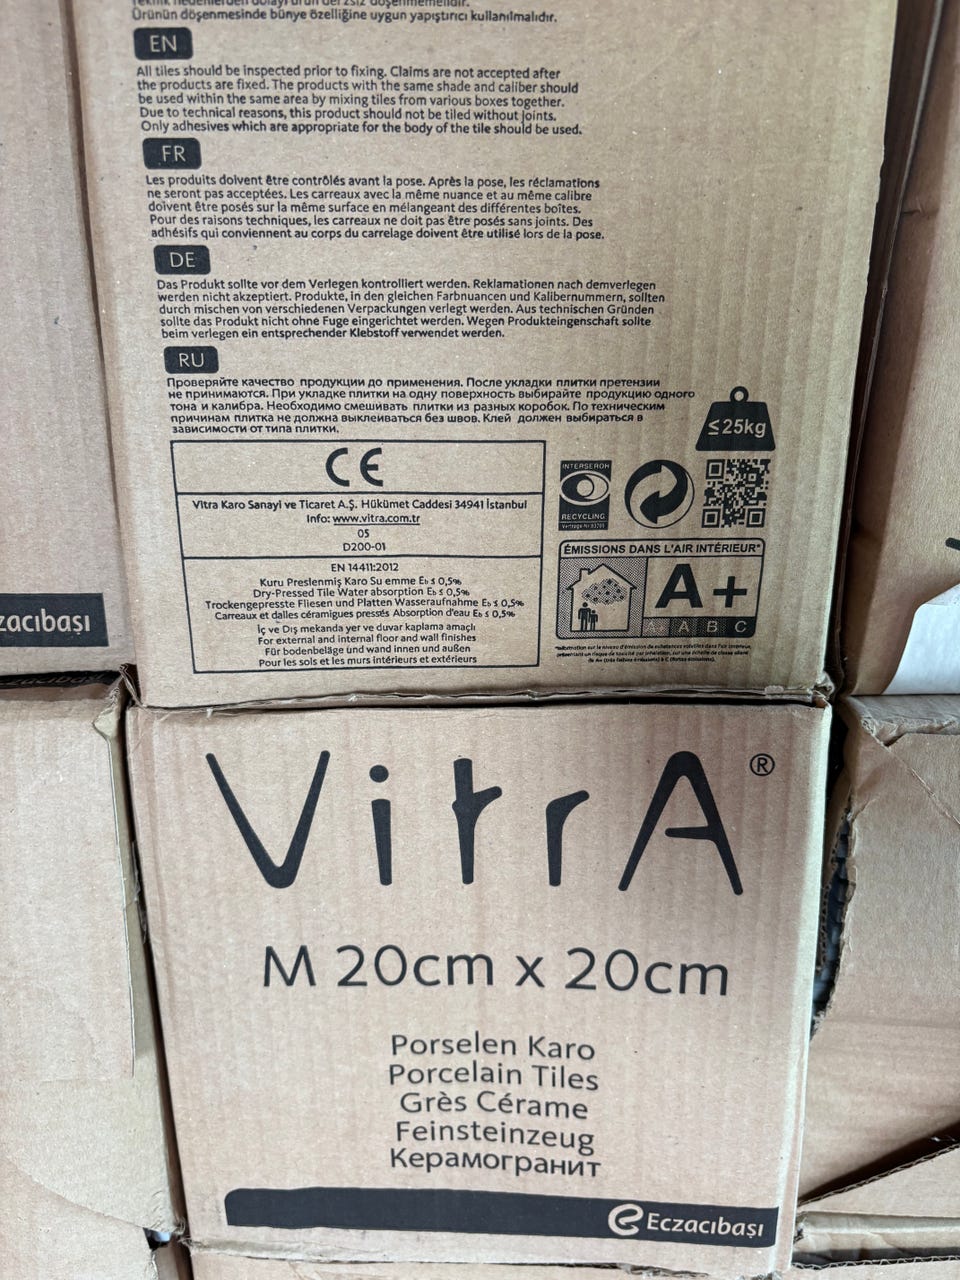 Ürünün döşenmesinde bünye özelliğine uygun yapıştırıcı kullanılmalıdır.
EN
All tiles should be inspected prior to fixing. Claims are not accepted after
the products are fixed. The products with the same shade and caliber should
be used within the same area by mixing tiles from various boxes together.
Due to technical reasons, this product should not be tiled without joints.
Only adhesives which are appropriate for the body of the tile should be used.
FR
Les produits doivent être contrôlés avant la pose. Après la pose, les réclamations
ne seront pas acceptées. Les carreaux avec la même nuance et au même calibre
doivent être posés sur la même surface en mélangeant des différentes boîtes.
Pour des raisons techniques, les carreaux ne doit pas être posés sans joints. Des
adhésifs qui conviennent au corps du carrelage doivent être utilisé lors de la pose.
DE
Das Produkt sollte vor dem Verlegen kontrolliert werden. Reklamationen nach demverlegen
werden nicht akzeptiert. Produkte, in den gleichen Farbnuancen und Kalibernummern, sollten
durch mischen von verschiedenen Verpackungen verlegt werden. Aus technischen Gründen
sollte das Produkt nicht ohne Fuge eingerichtet werden. Wegen Produkteingenschaft sollte
beim verlegen ein entsprechender Klebstoff verwendet werden.
RU
Проверяйте качество продукции до применения. После укладки плитки претензии
не принимаются. При укладке плитки на одну поверхность выбирайте продукцию одного
тона и калибра. Необходимо смешивать плитки из разных коробок. По техническим
причинам плитка не должна выклеиваться без швов. Клей должен выбираться в
зависимости от типа плитки.
≤25kg
CE
Vitra Karo Sanayi ve Ticaret A.Ş. Hükümet Caddesi 34941 İstanbul
Info: www.vitra.com.tr
05
D200-01
INTERSEROH
RECYCLING
EN 14411:2012
Kuru Preslenmiş Karo Su emme Eb ≤ 0,5%
Dry-Pressed Tile Water absorption Eb ≤ 0,5%
Trockengepresste Fliesen und Platten Wasseraufnahme Eb ≤ 0,5%
Carreaux et dalles céramiques pressés Absorption d'eau Eb ≤ 0,5%
İç ve Dış mekanda yer ve duvar kaplama amaçlı
For external and internal floor and wall finishes
Für bodenbeläge und wand innen und außen
Pour les sols et les murs intérieurs et extérieurs
ÉMISSIONS DANS L'AIR INTÉRIEUR*
A+
A+ A B C
zacıbaşı
VitrA®
M 20cm x 20cm
Porselen Karo
Porcelain Tiles
Grès Cérame
Feinsteinzeug
Керамогранит
Eczacıbaşı